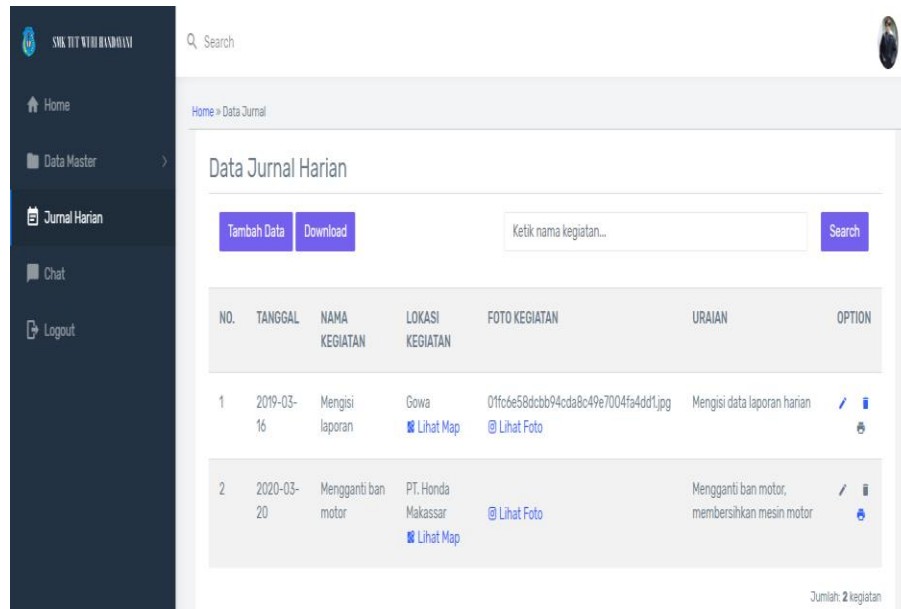 SMK TUT WURI HANDAYANI
Search
Home
Home » Data Jurnal
Data Master
Data Jurnal Harian
Jurnal Harian
Tambah Data
Download
Ketik nama kegiatan...
Search
Chat
Logout
NO.
TANGGAL
NAMA
KEGIATAN
LOKASI
KEGIATAN
FOTO KEGIATAN
URAIAN
OPTION
1
2019-03-
16
Mengisi
laporan
Gowa
Lihat Map
01fc6e58dcbb94cda8c49e7004fa4dd1.jpg
Lihat Foto
Mengisi data laporan harian
2
2020-03-
20
Mengganti ban
motor
PT. Honda
Makassar
Lihat Map
Lihat Foto
Mengganti ban motor,
membersihkan mesin motor
Jumlah: 2 kegiatan